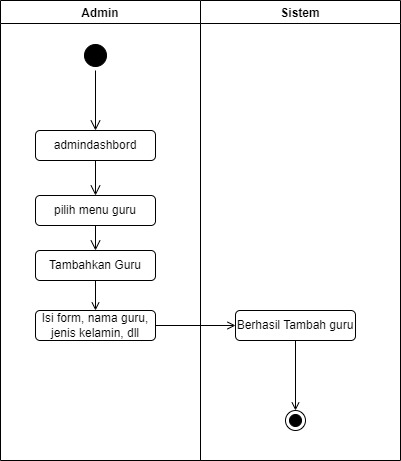 Admin
Sistem
admindashbord
pilih menu guru
Tambahkan Guru
Isi form, nama guru,
jenis kelamin, dll
Berhasil Tambah guru